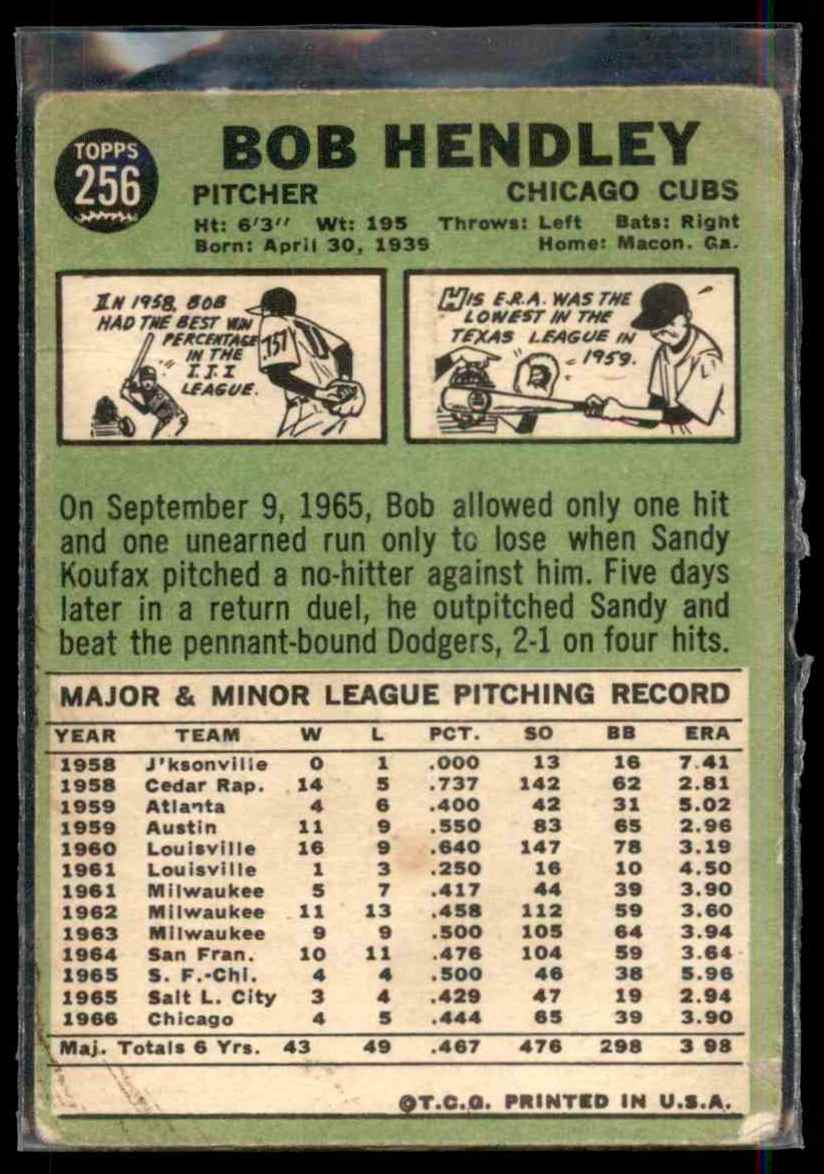 TOPPS
256
BOB HENDLEY
PITCHER CHICAGO CUBS
Ht: 6'3" Wt: 195 Throws: Left Bats: Right
Born: April 30, 1939 Home: Macon. Ga.
IN 1958, BOB
HAD THE BEST WIN
PERCENTAGE
IN THE
I.I.I
LEAGUE.
.757
HIS E.R.A. WAS THE
LOWEST IN THE
TEXAS LEAGUE IN
1959.
On September 9, 1965, Bob allowed only one hit
and one unearned run only to lose when Sandy
Koufax pitched a no-hitter against him. Five days
later in a return duel, he outpitched Sandy and
beat the pennant-bound Dodgers, 2-1 on four hits.
MAJOR & MINOR LEAGUE PITCHING RECORD
YEAR TEAM W L PCT. SO BB ERA
1958 J'ksonville 0 1 .000 13 16 7.41
1958 Cedar Rap. 14 5 .737 142 62 2.81
1959 Atlanta 4 6 .400 42 31 5.02
1959 Austin 11 9 .550 83 65 2.96
1960 Louisville 16 9 .640 147 78 3.19
1961 Louisville 1 3 .250 16 10 4.50
1961 Milwaukee 5 7 .417 44 39 3.90
1962 Milwaukee 11 13 .458 112 59 3.60
1963 Milwaukee 9 9 .500 105 64 3.94
1964 San Fran. 10 11 .476 104 59 3.64
1965 S. F.-Chi. 4 4 .500 46 38 5.96
1965 Salt L. City 3 4 .429 47 19 2.94
1966 Chicago 4 5 .444 65 39 3.90
Maj. Totals 6 Yrs. 43 49 .467 476 298 3 98
©T.C.G. PRINTED IN U.S.A.